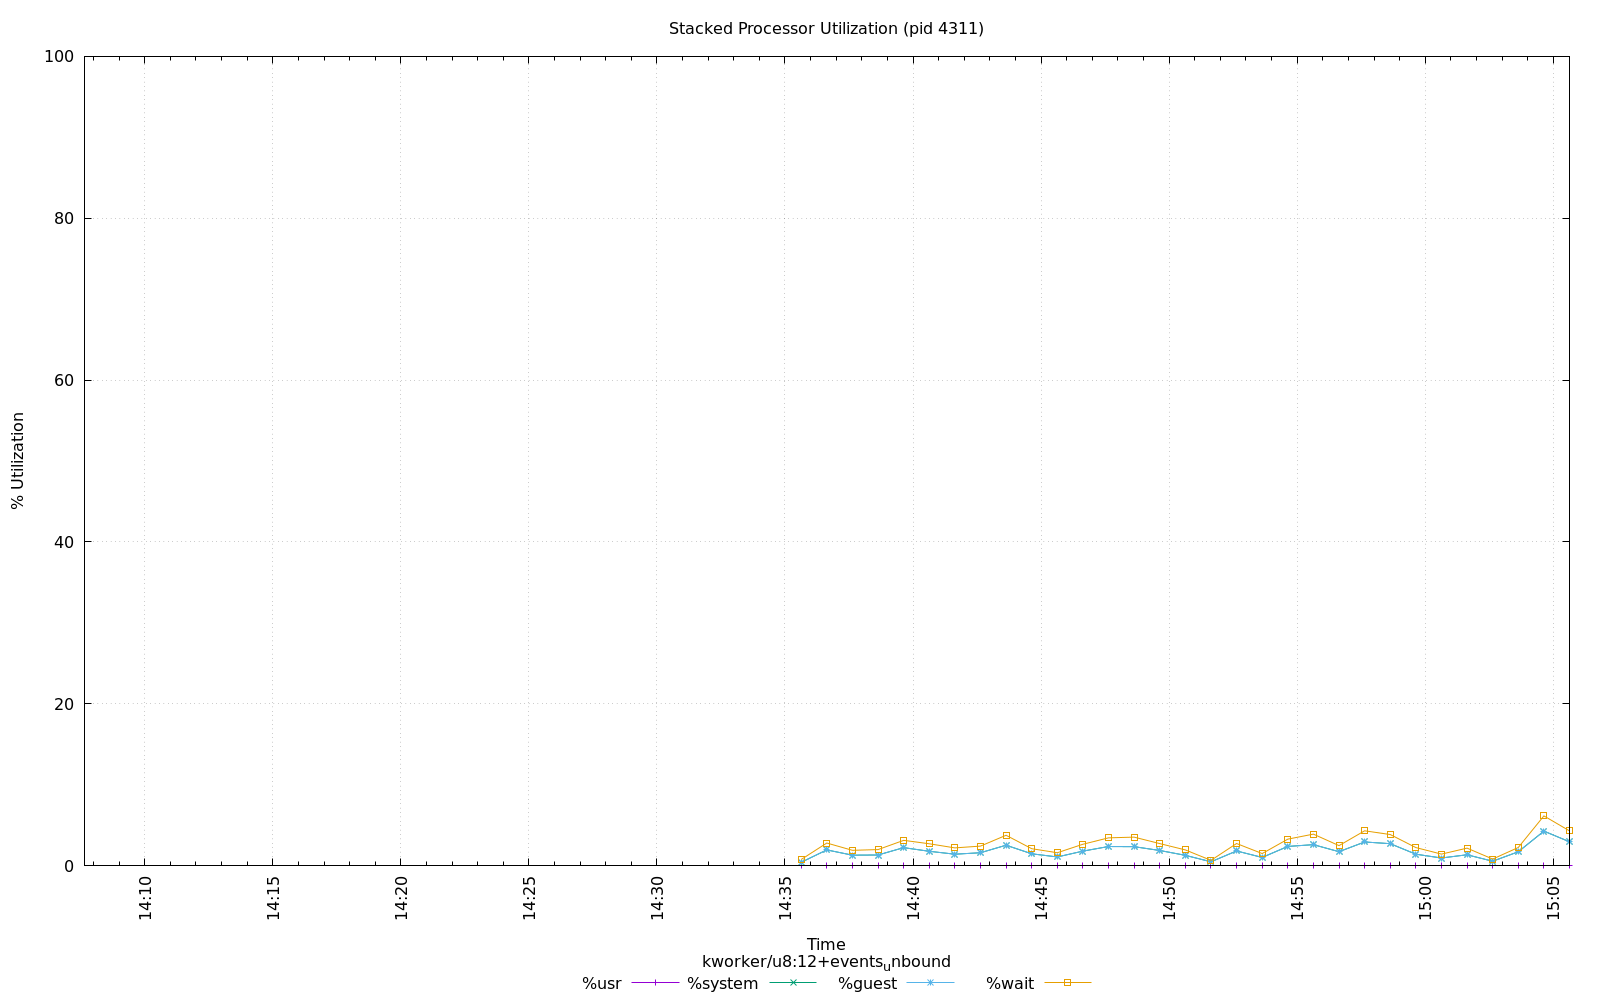 Stacked Processor Utilization (pid 4311)
100
80
60
40
20
0
% Utilization
14:10 14:15 14:20 14:25 14:30 14:35 14:40 14:45 14:50 14:55 15:00 15:05
Time
kworker/u8:12+events_unbound
%usr %system %guest %wait